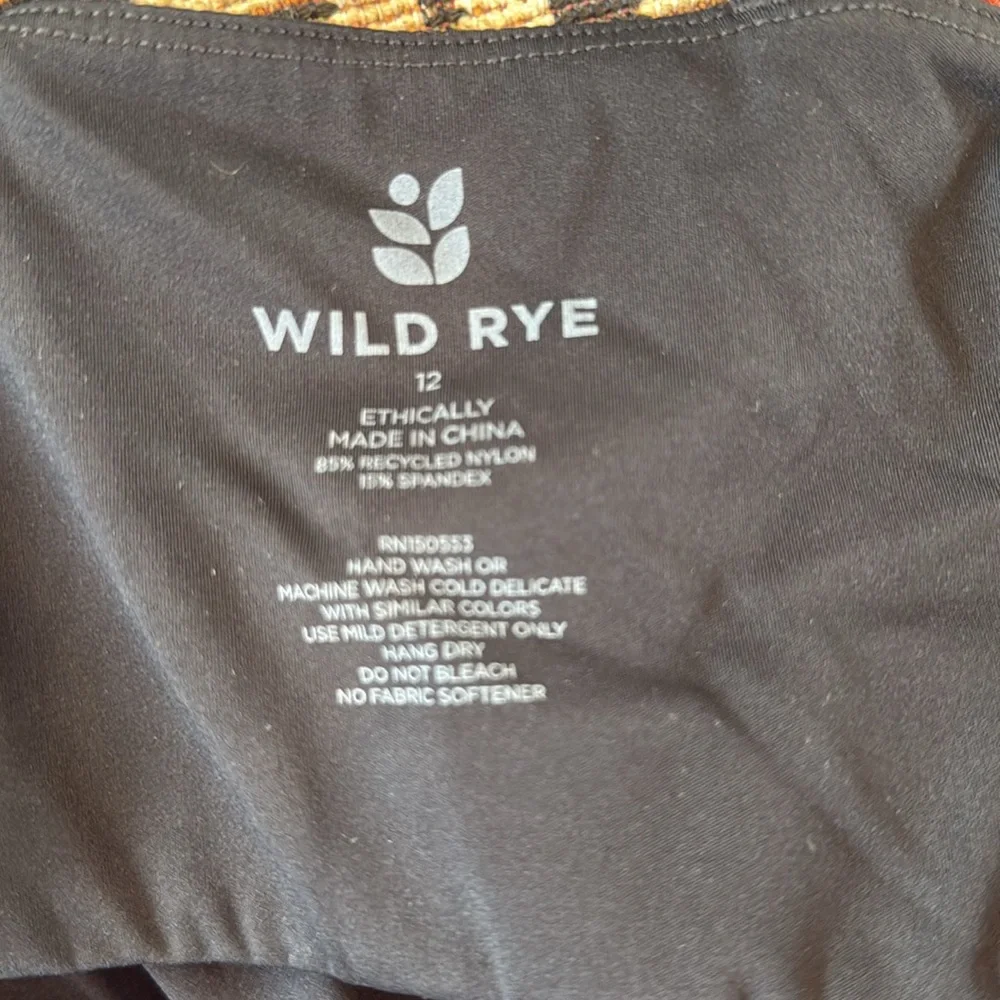 WILD RYE
12
ETHICALLY
MADE IN CHINA
85% RECYCLED NYLON
15% SPANDEX
RN150553
HAND WASH OR
MACHINE WASH COLD DELICATE
WITH SIMILAR COLORS
USE MILD DETERGENT ONLY
HANG DRY
DO NOT BLEACH
NO FABRIC SOFTENER